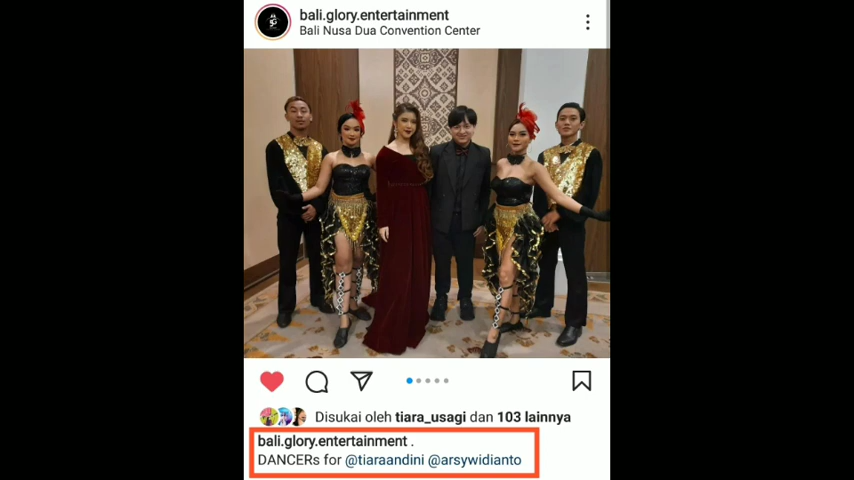 bali.glory.entertainment
Bali Nusa Dua Convention Center
Disukai oleh tiara_usagi dan 103 lainnya
bali.glory.entertainment .
DANCERs for @tiaraandini @arsywidianto